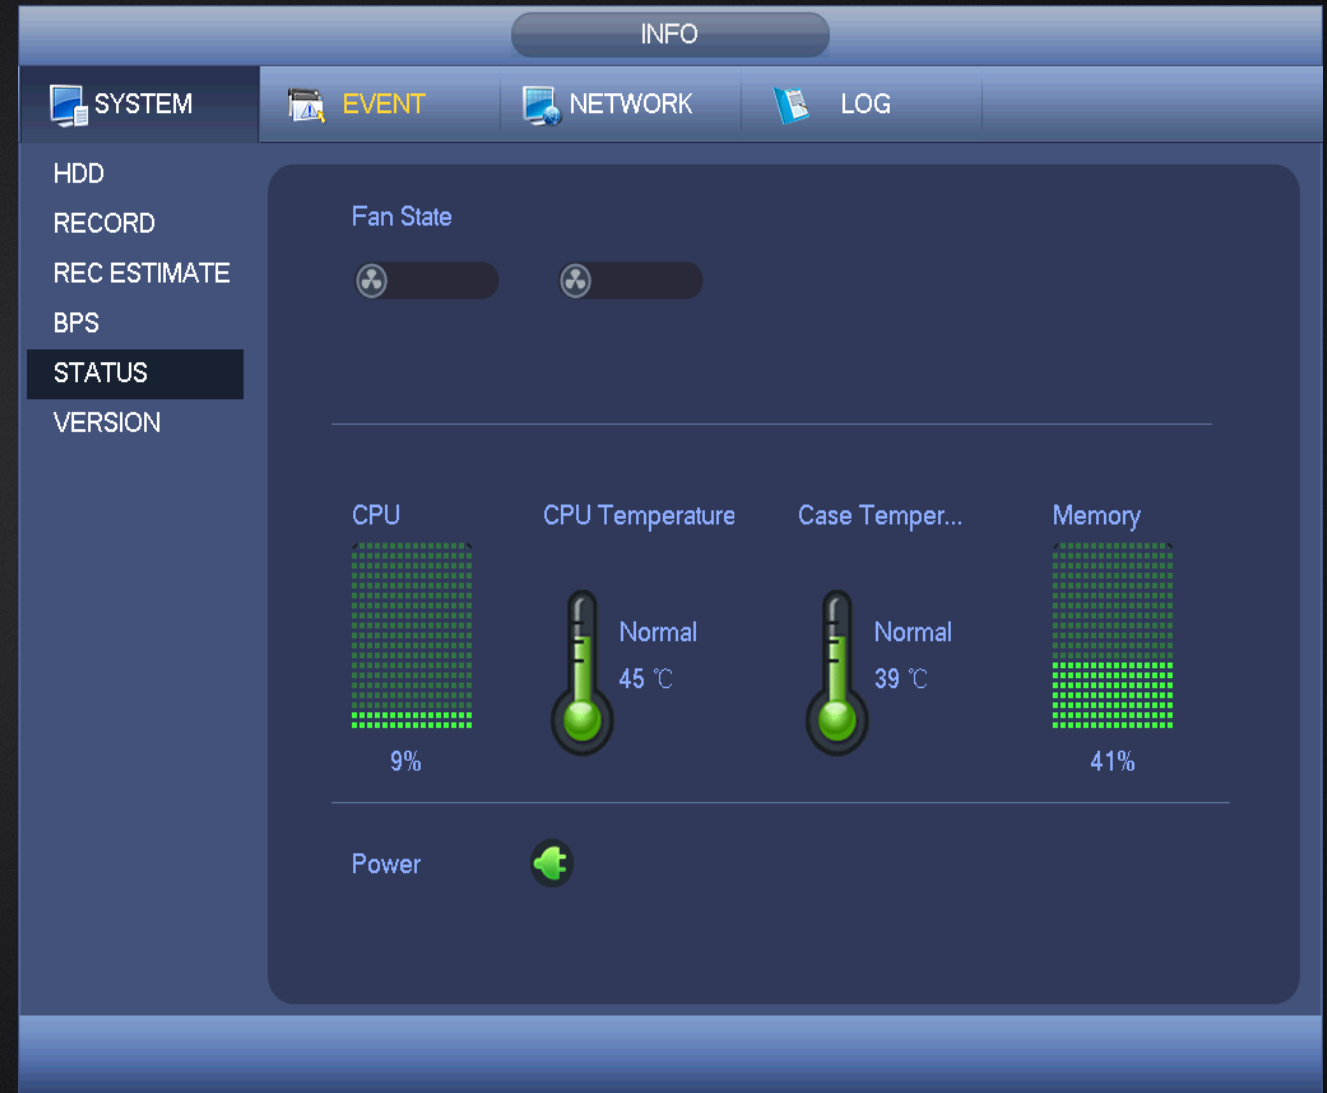 INFO
SYSTEM
EVENT
NETWORK
LOG
HDD
RECORD
REC ESTIMATE
BPS
STATUS
VERSION
Fan State
CPU
CPU Temperature
Case Temper...
Memory
Normal
45 ℃
Normal
39 ℃
9%
41%
Power